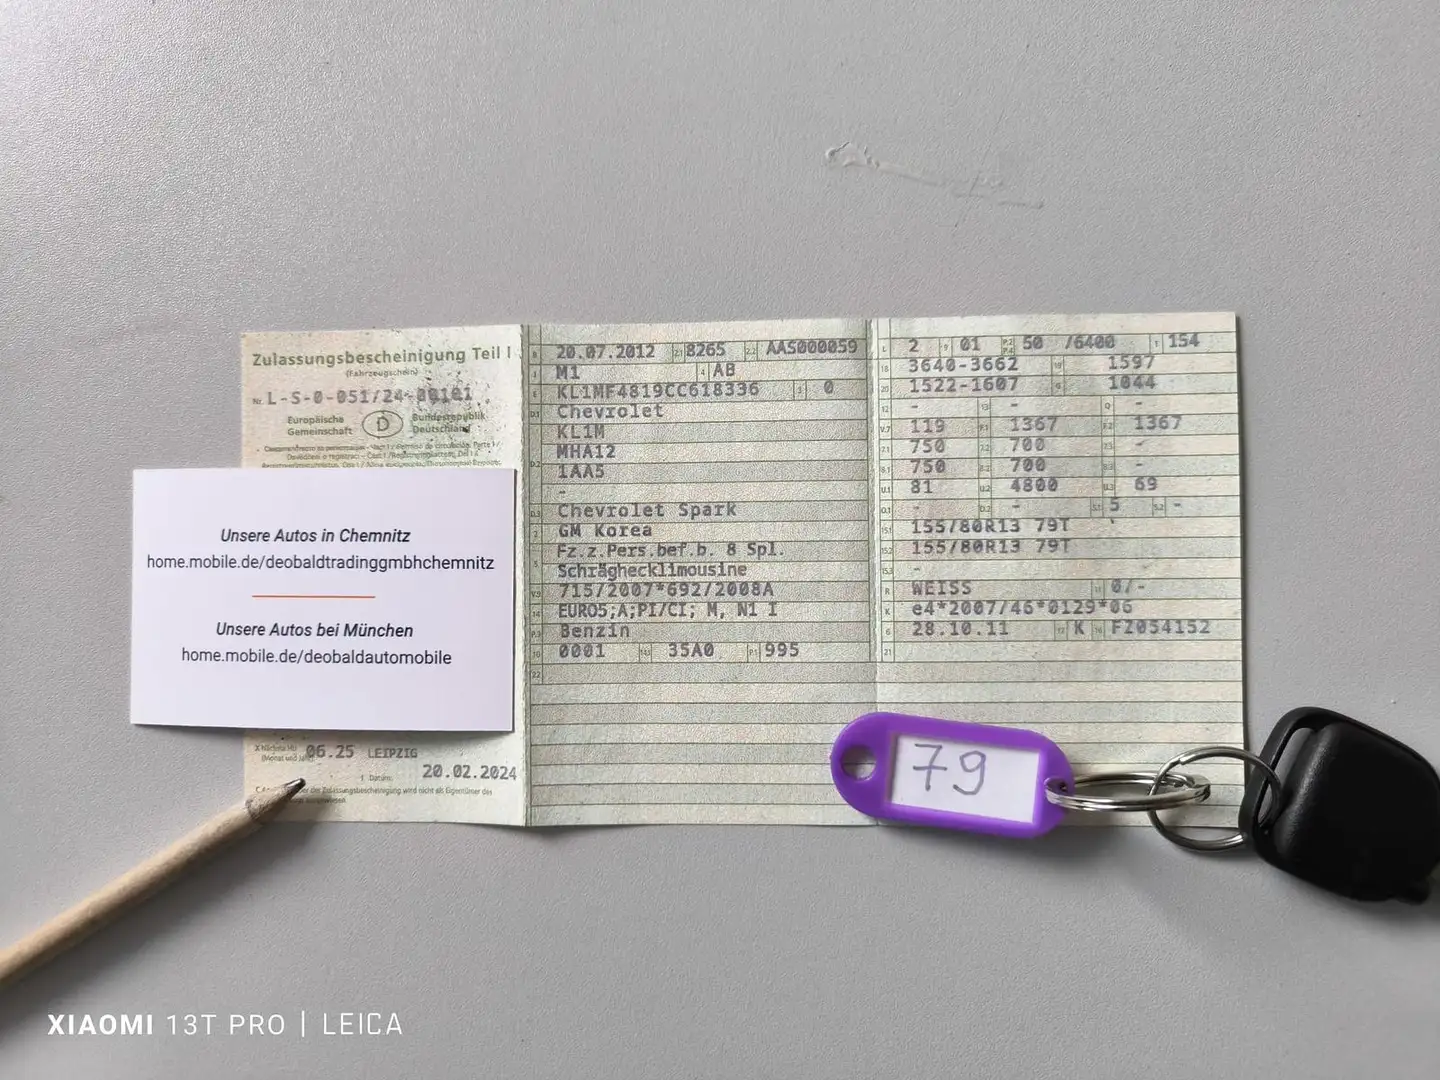 Zulassungsbescheinigung Teil I
(Fahrzeugschein)
Nr. L-S-0-051/24-00101
Europäische Gemeinschaft
D
Bundesrepublik Deutschland
Unsere Autos in Chemnitz
home.mobile.de/deobaldtradinggmbhchemnitz
Unsere Autos bei München
home.mobile.de/deobaldautomobile
06.25 LEIPZIG
Datum: 20.02.2024
20.07.2012 8265 AAS000059
M1 AB
KL1MF4819CC618336 0
Chevrolet
KL1M
MHA12
1AA5
-
Chevrolet Spark
GM Korea
Fz.z.Pers.bef.b. 8 Spl.
Schräghecklimousine
715/2007*692/2008A
EURO5;A;PI/CI; M, N1 I
Benzin
0001 35A0 995
2 01 50 /6400 154
3640-3662 1597
1522-1607 1044
- - -
119 1367 1367
750 700 -
750 700 -
81 4800 69
- - 5 -
155/80R13 79T
155/80R13 79T
-
WEISS 0/-
e4*2007/46*0129*06
28.10.11 K FZ054152
79
XIAOMI 13T PRO | LEICA